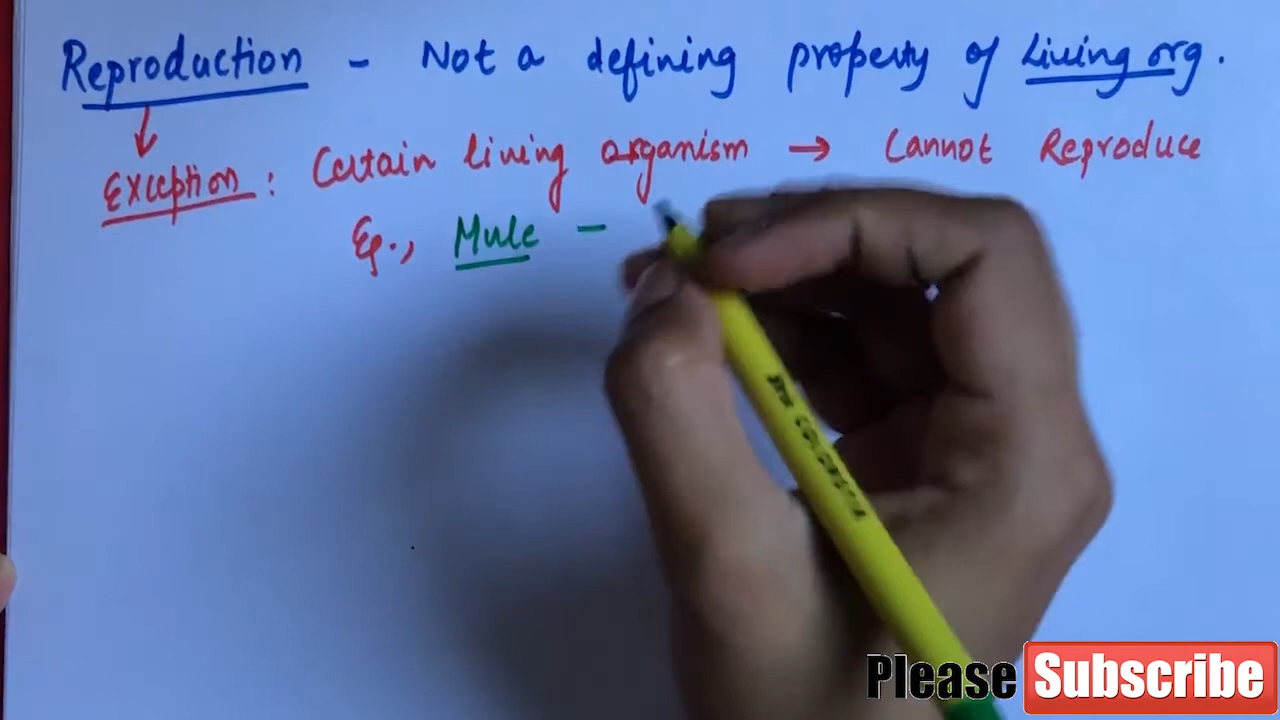 Reproduction - Not a defining property of Living org.
Exception : Certain living organism → Cannot Reproduce
Eg., Mule -
Please Subscribe